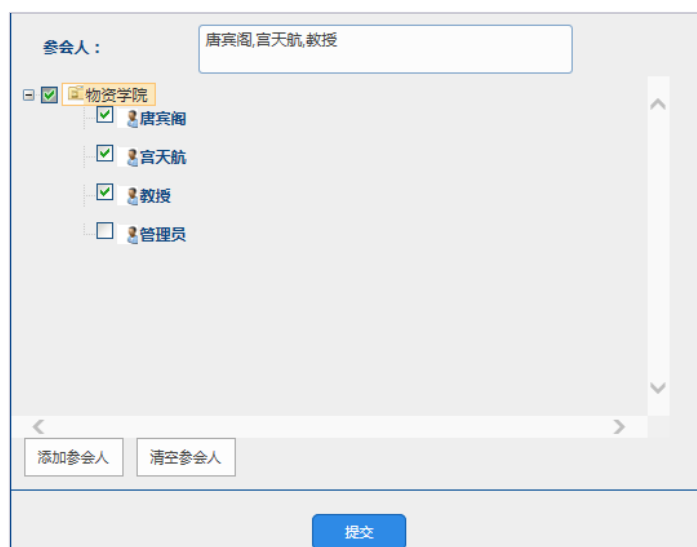 参会人：
唐宾阁,宫天航,教授
物资学院
唐宾阁
宫天航
教授
管理员
添加参会人 清空参会人
提交